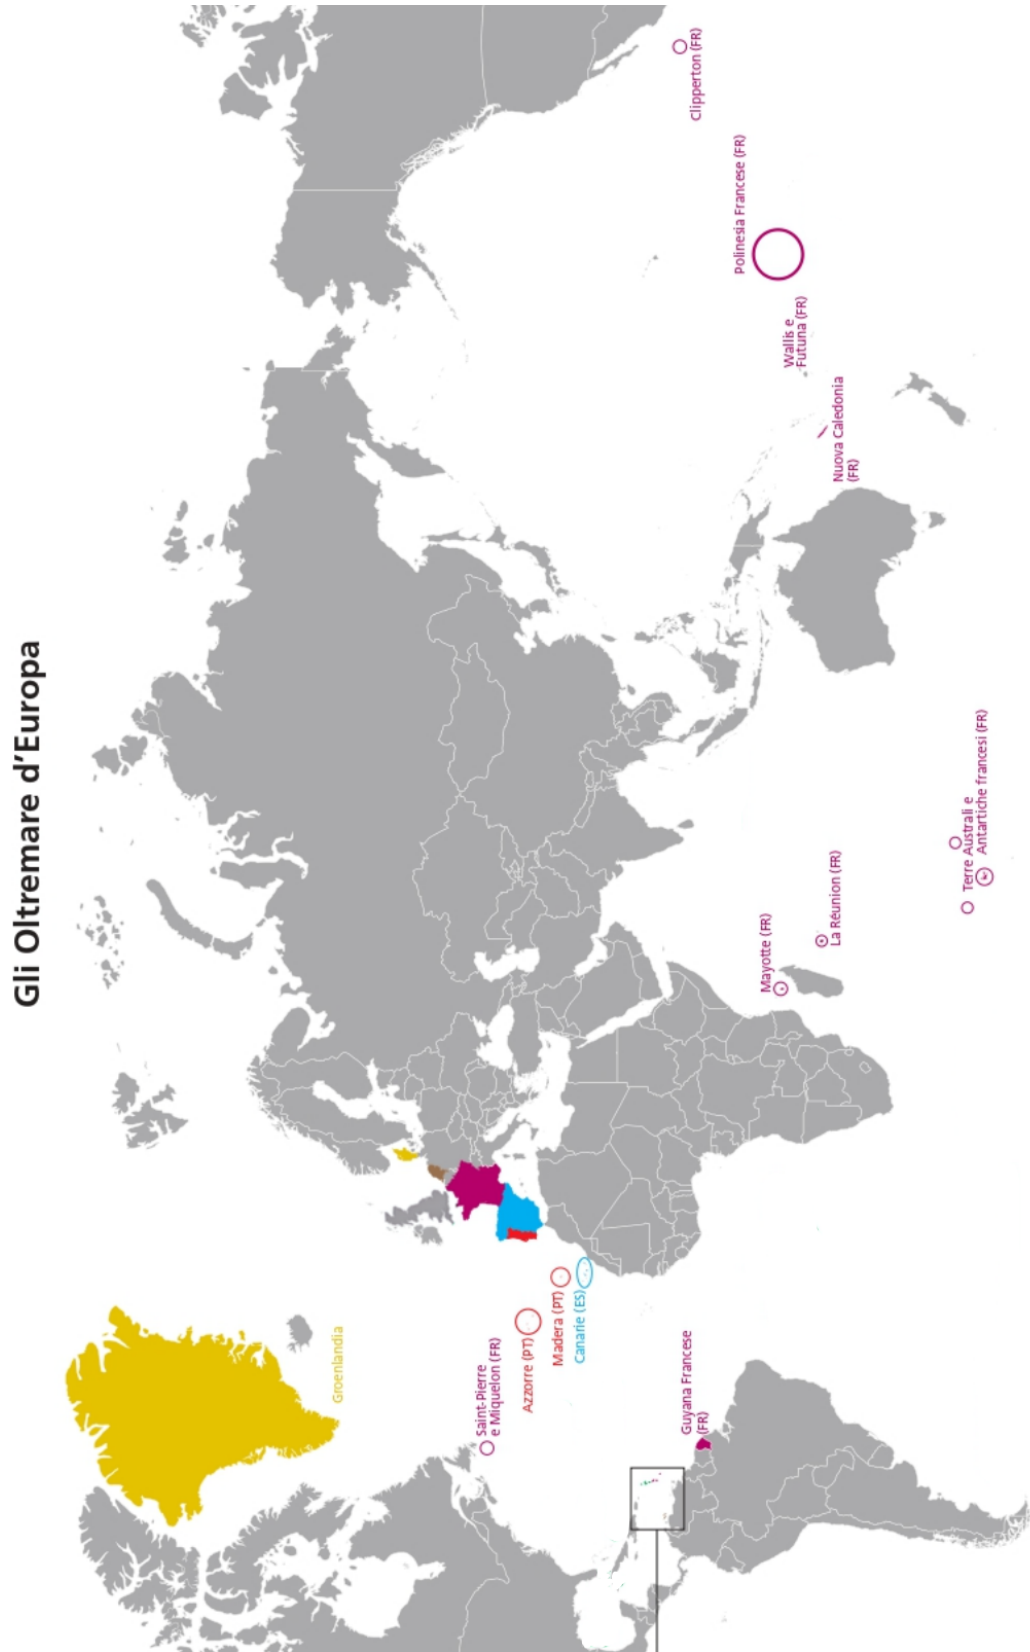 Gli Oltremare d'Europa
Groenlandia
Saint-Pierre
e Miquelon (FR)
Azzorre (PT)
Madera (PT)
Canarie (ES)
Guyana Francese
(FR)
Mayotte (FR)
La Réunion (FR)
Terre Australi e
Antartiche francesi (FR)
Nuova Caledonia
(FR)
Wallis e
Futuna (FR)
Polinesia Francese (FR)
Clipperton (FR)